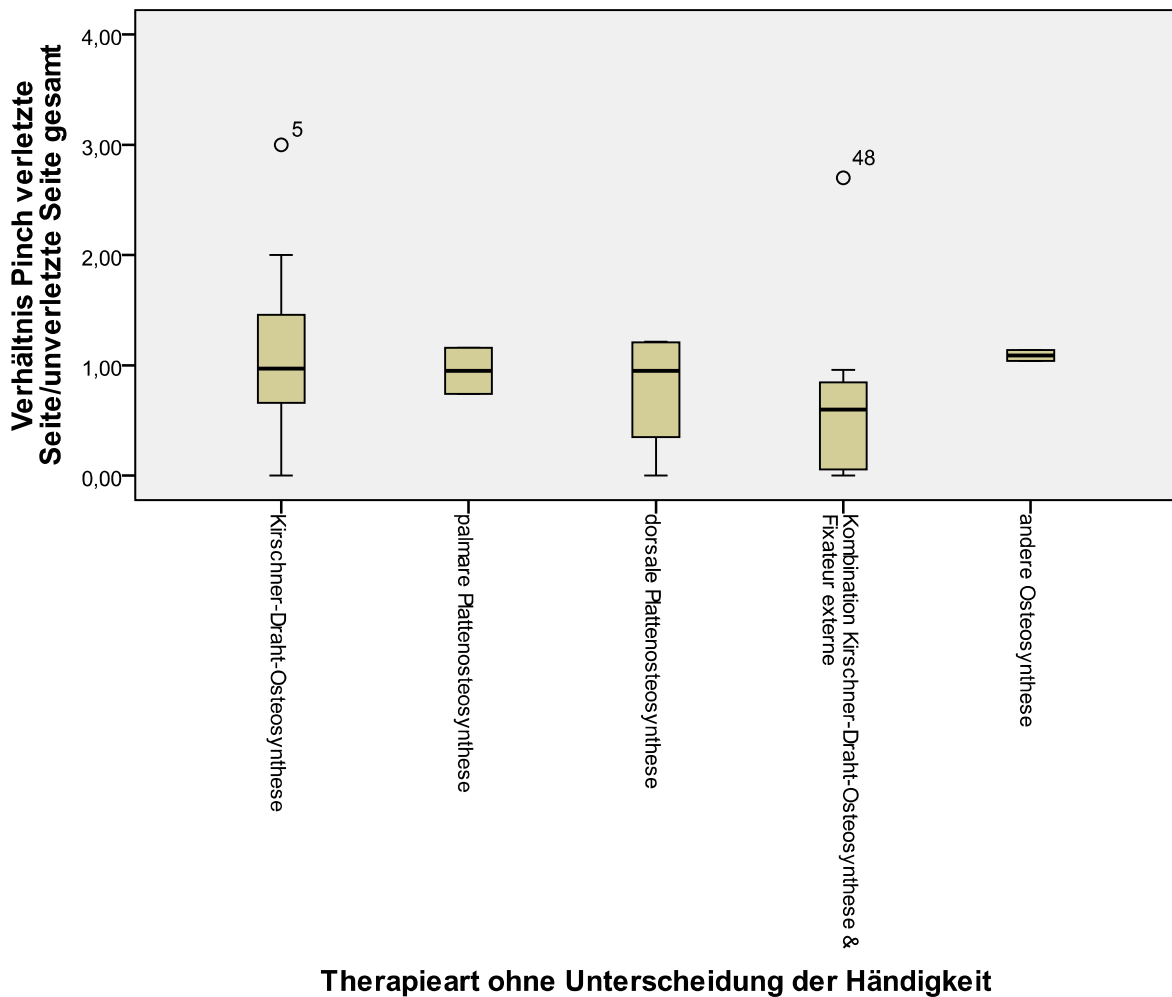 Verhältnis Pinch verletzte
Seite/unverletzte Seite gesamt
4,00
3,00
2,00
1,00
0,00
5
48
Kirschner-Draht-Osteosynthese
palmare Plattenosteosynthese
dorsale Plattenosteosynthese
Kombination Kirschner-Draht-Osteosynthese &
Fixateur externe
andere Osteosynthese
Therapieart ohne Unterscheidung der Händigkeit